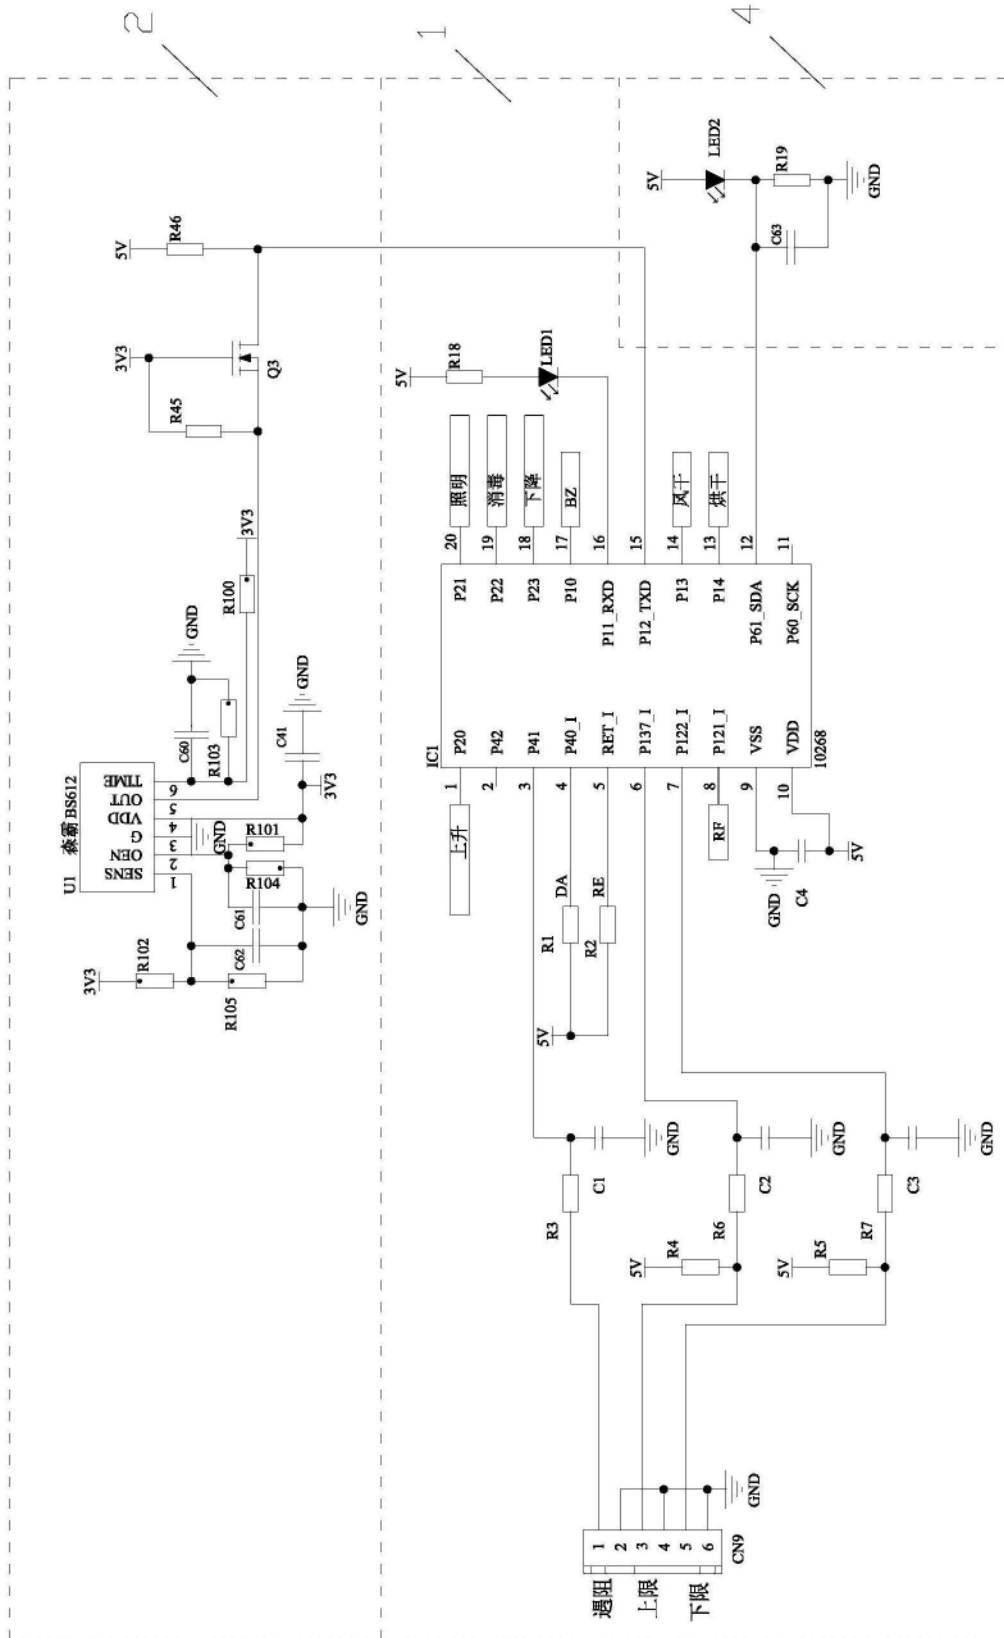 2
1
4
5V
R46
3V3
Q3
R45
3V3
R100
GND
C60
R103
GND
C41
3V3
森霸 BS612
U1
TIME
OUT
VDD
G
OEN
SENS
6
5
4
3
2
1
GND
R101
R104
C61
C62
GND
3V3
R102
R105
5V
R18
LED1
5V
LED2
R19
C63
GND
照明
消毒
下降
BZ
风干
烘干
20
19
18
17
16
15
14
13
12
11
P21
P22
P23
P10
P11_RXD
P12_TXD
P13
P14
P61_SDA
P60_SCK
IC1
P20
P42
P41
P40_I
RET_I
P137_I
P122_I
P121_I
VSS
VDD
10268
1
2
3
4
5
6
7
8
9
10
上升
RF
DA
RE
R1
R2
5V
GND
C4
5V
R3
C1
GND
5V
R4
R6
C2
GND
5V
R5
R7
C3
GND
1
2
3
4
5
6
GND
CN9
遇阻
上限
下限